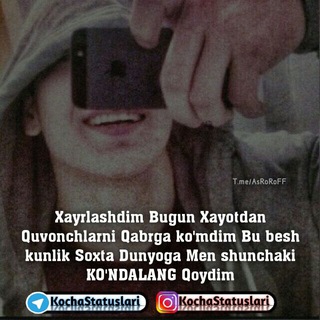 T.me/AsRoRoFF
Xayrlashdim Bugun Xayotdan
Quvonchlarni Qabrga ko'mdim Bu besh
kunlik Soxta Dunyoga Men shunchaki
KO'NDALANG Qoydim
KochaStatuslari KochaStatuslari